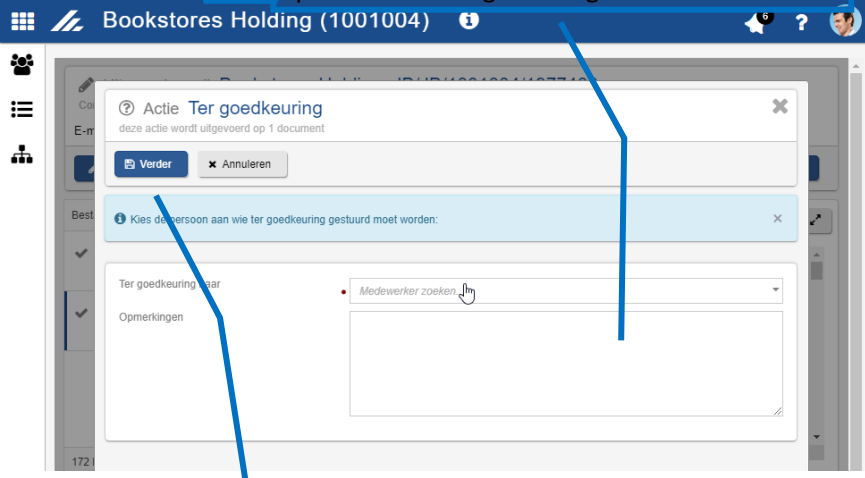 Bookstores Holding (1001004)
6
?
Actie Ter goedkeuring
deze actie wordt uitgevoerd op 1 document
E-m
Verder
Annuleren
Best
Kies de persoon aan wie ter goedkeuring gestuurd moet worden:
Ter goedkeuring naar
Medewerker zoeken...
Opmerkingen
172